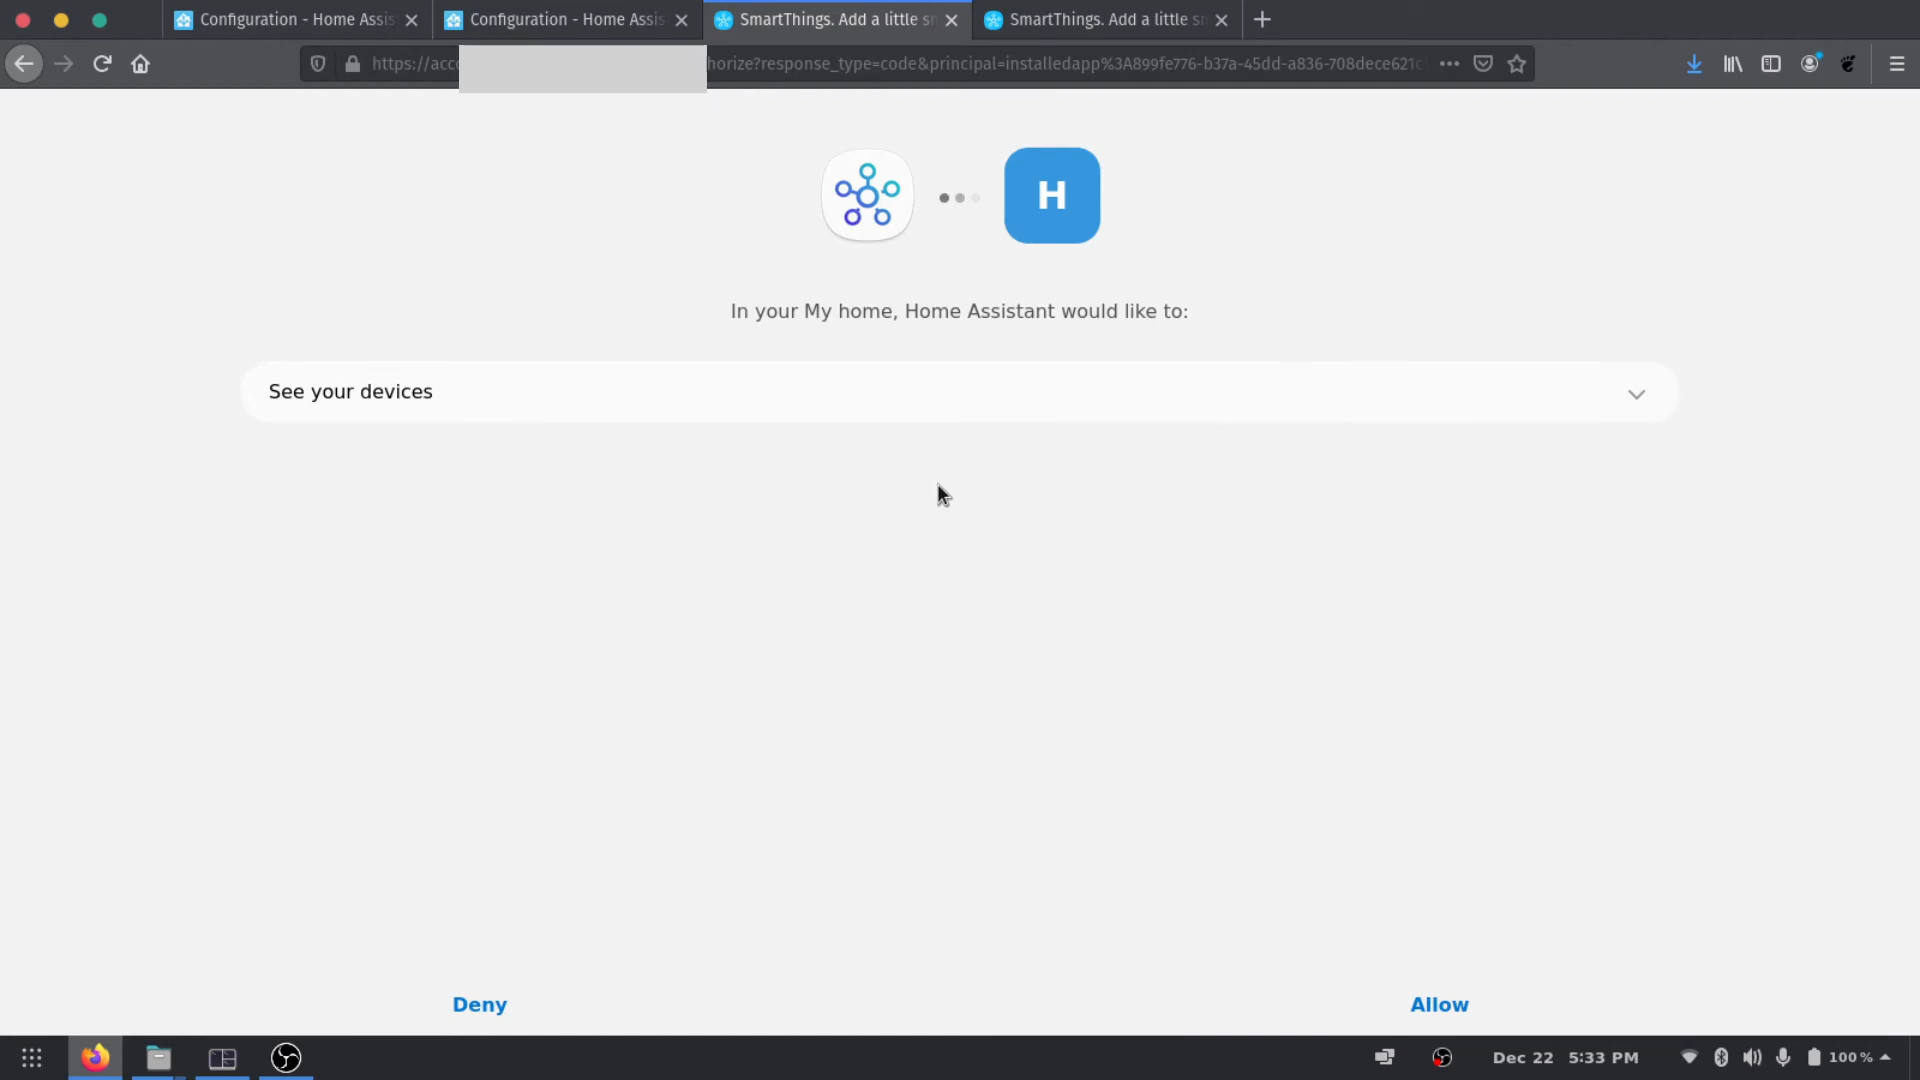 Configuration - Home Assis
Configuration - Home Assis
SmartThings. Add a little sr
SmartThings. Add a little sr
https://acc
horize?response_type=code&principal=installedapp%3A899fe776-b37a-45dd-a836-708dece621c
H
In your My home, Home Assistant would like to:
See your devices
Deny
Allow
Dec 22 5:33 PM
100 %